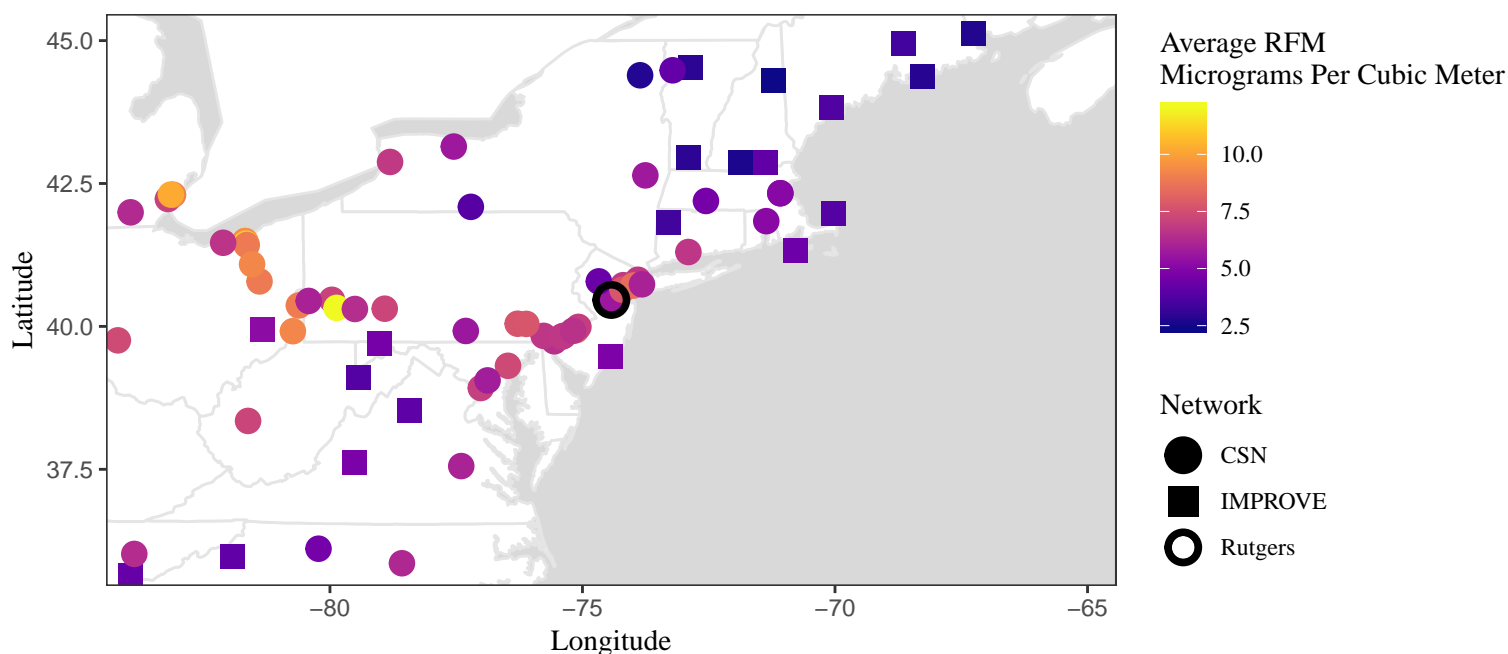 45.0
42.5
40.0
37.5
Latitude
−80
−75
−70
−65
Longitude
Average RFM
Micrograms Per Cubic Meter
10.0
7.5
5.0
2.5
Network
CSN
IMPROVE
Rutgers